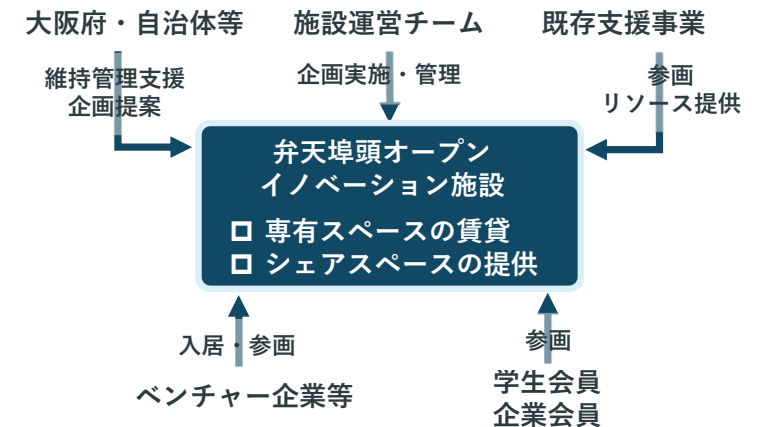 大阪府・自治体等
施設運営チーム
既存支援事業
維持管理支援
企画提案
企画実施・管理
参画
リソース提供
弁天埠頭オープン
イノベーション施設
専有スペースの賃貸
シェアスペースの提供
入居・参画
参画
ベンチャー企業等
学生会員
企業会員